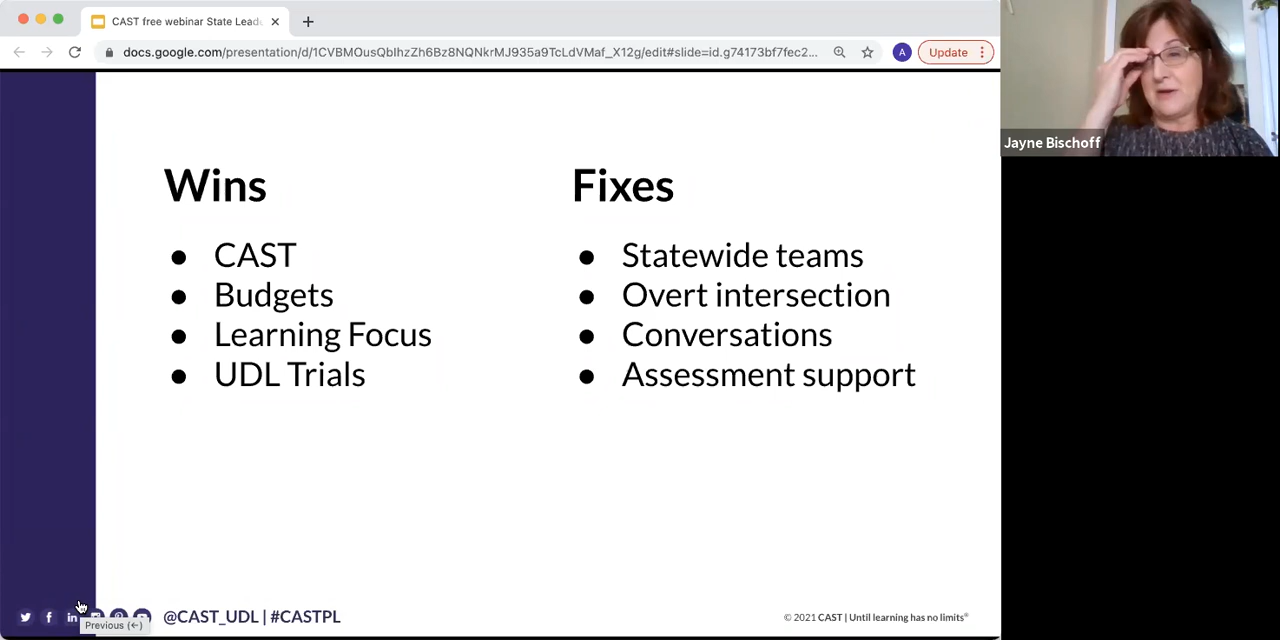 CAST free webinar State Leade
docs.google.com/presentation/d/1CVBMOusQbIhzZh6Bz8NQNkrMJ935a9TcLdVMaf_X12g/edit#slide=id.g74173bf7fec2...
A
Update
Jayne Bischoff
Wins
Fixes
● CAST
● Budgets
● Learning Focus
● UDL Trials
● Statewide teams
● Overt intersection
● Conversations
● Assessment support
@CAST_UDL | #CASTPL
Previous (←)
© 2021 CAST | Until learning has no limits®